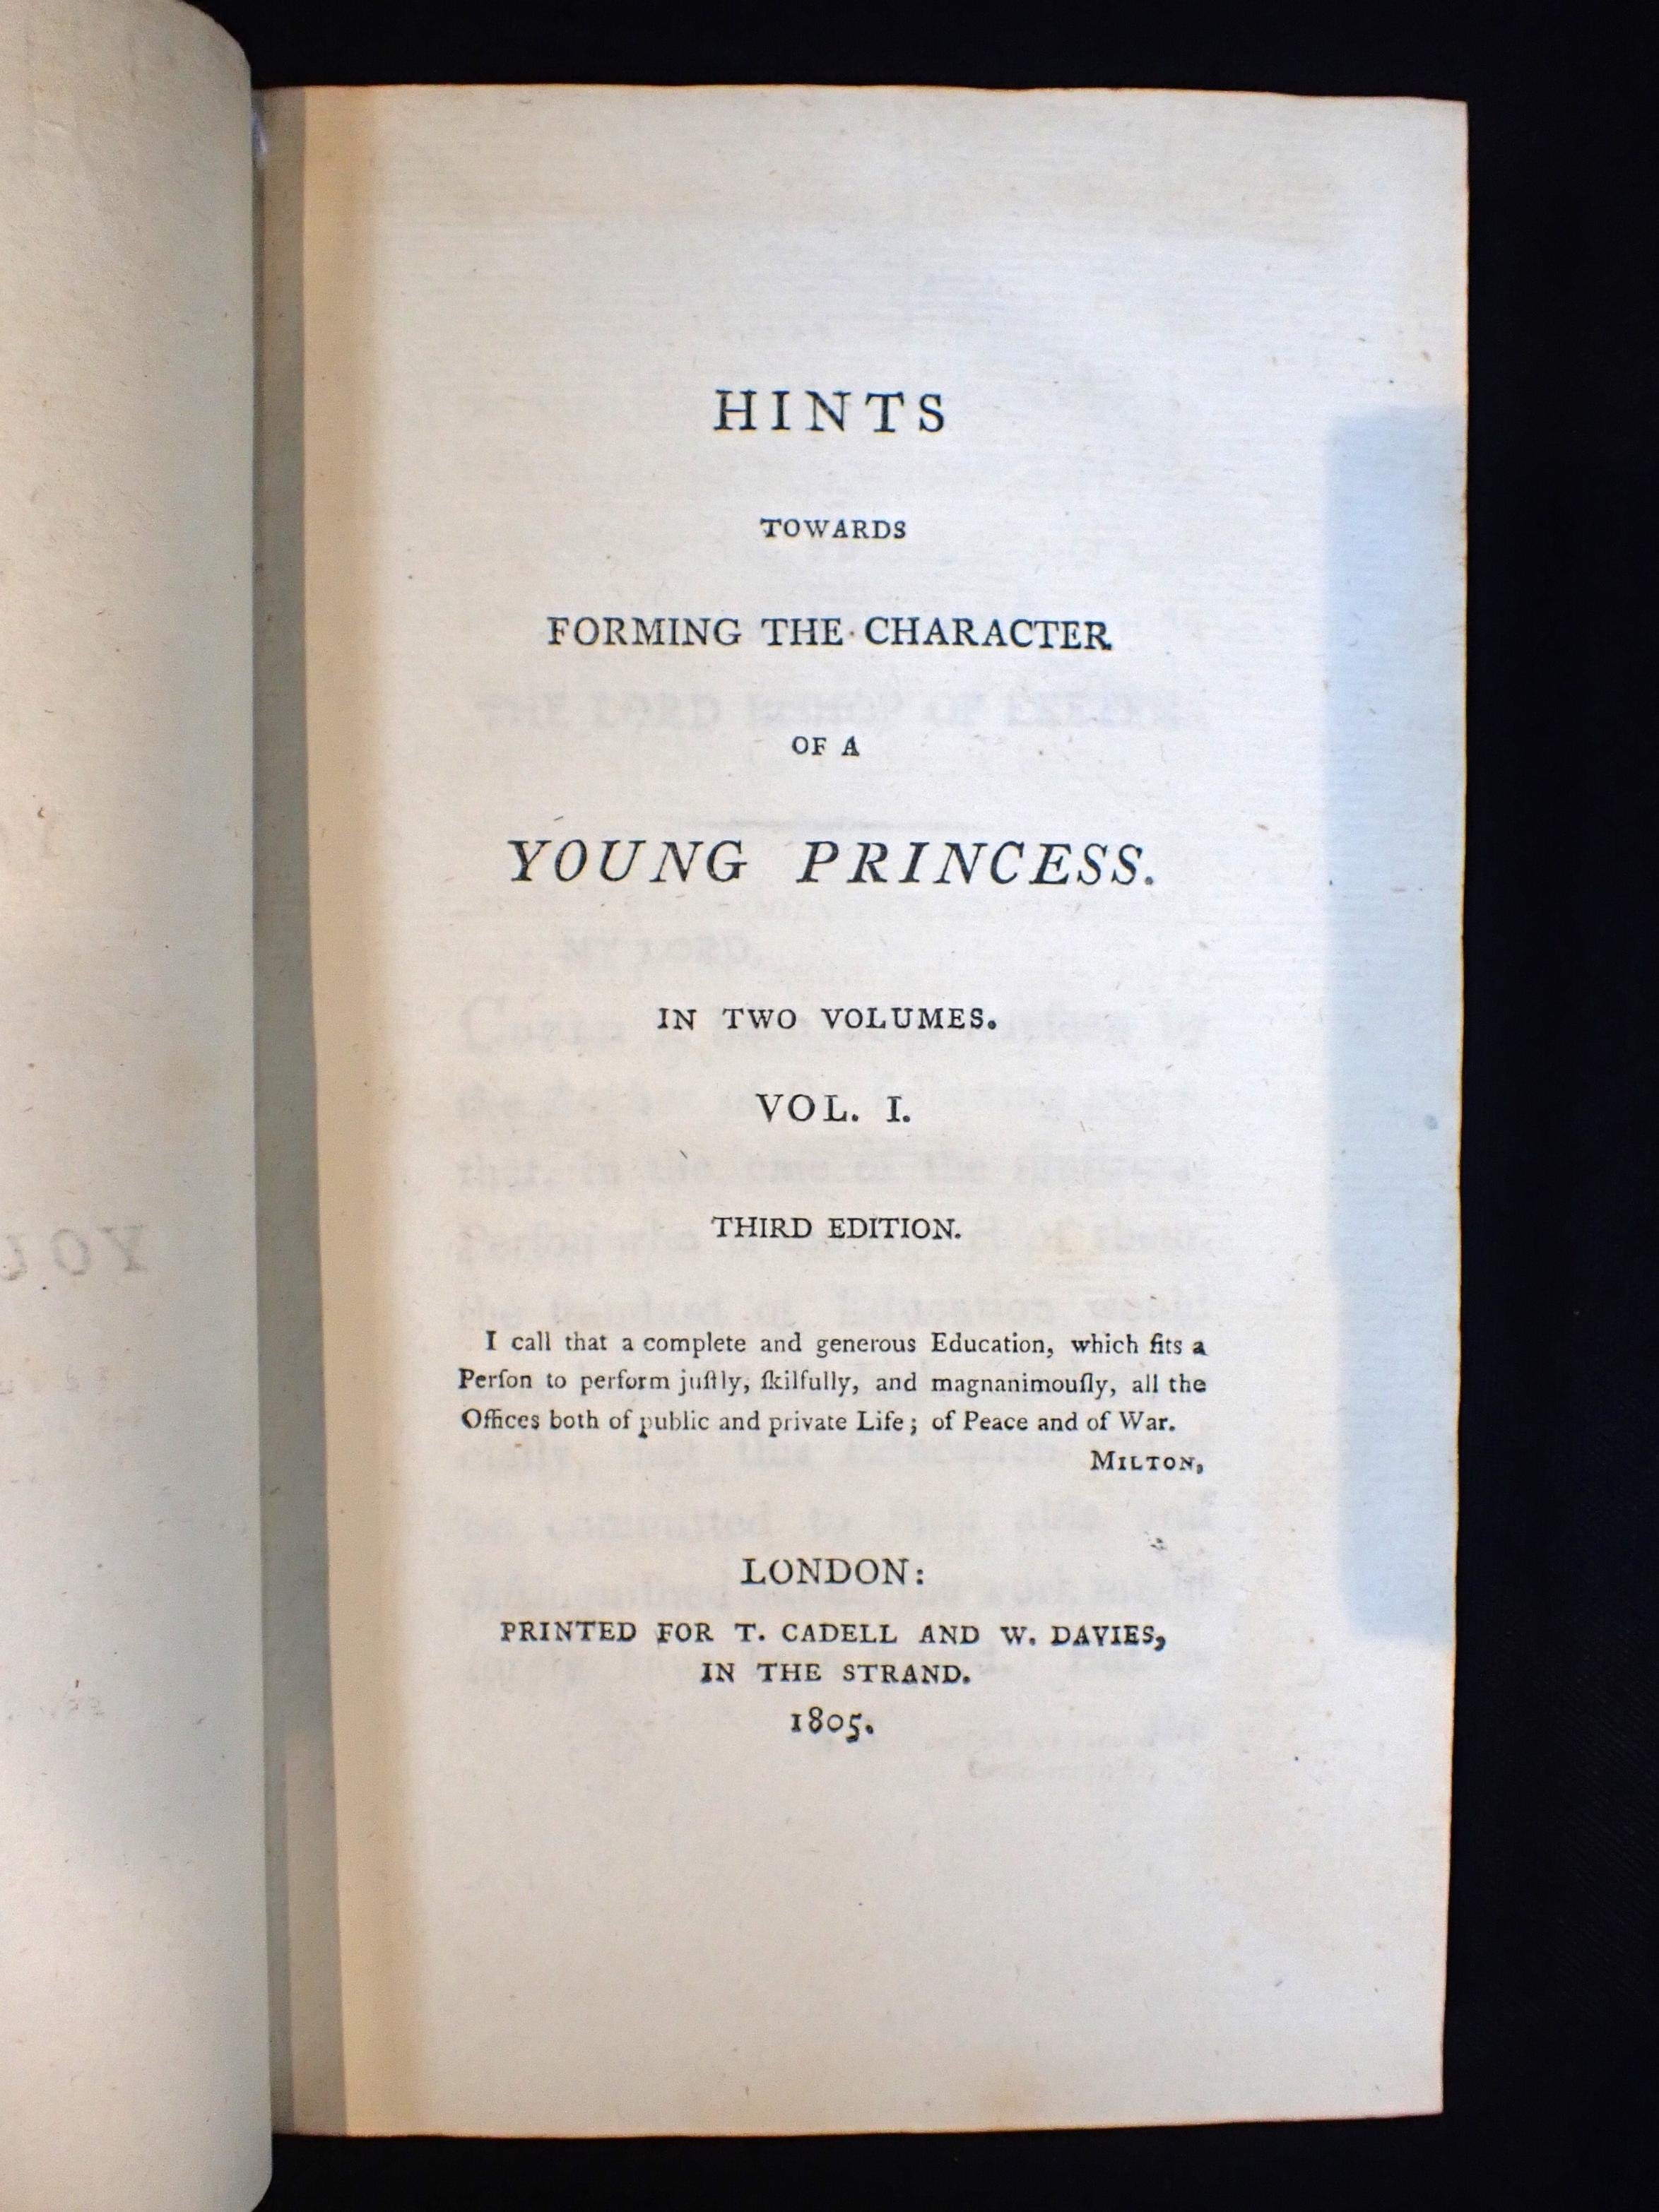 HINTS
TOWARDS
FORMING THE CHARACTER
OF A
YOUNG PRINCESS.
IN TWO VOLUMES.
VOL. I.
THIRD EDITION.
I call that a complete and generous Education, which fits a
Perſon to perform juſtly, ſkilfully, and magnanimouſly, all the
Offices both of public and private Life; of Peace and of War.
MILTON,
LONDON:
PRINTED FOR T. CADELL AND W. DAVIES,
IN THE STRAND.
1805.